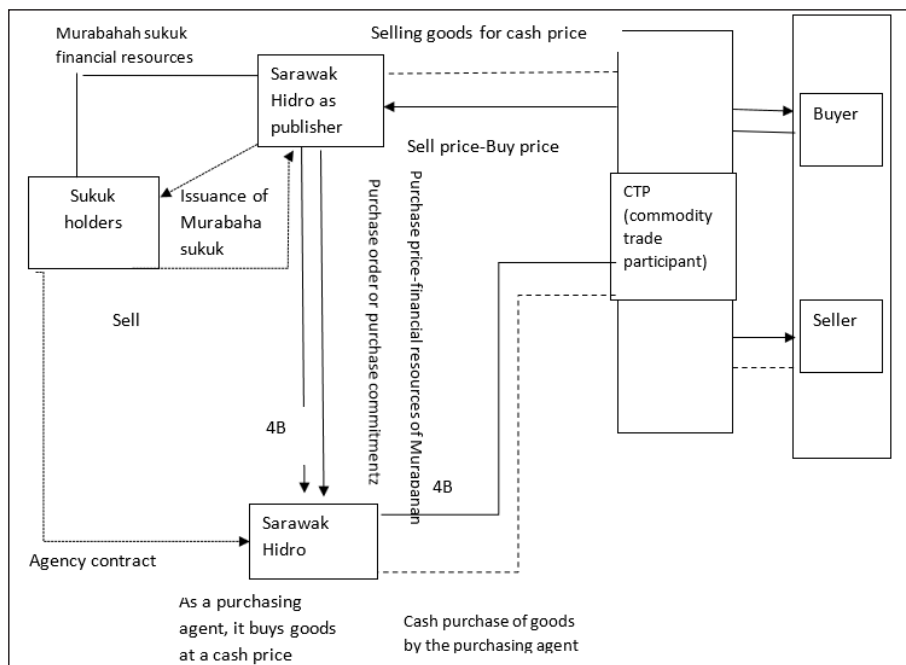 Murabahah sukuk
financial resources
Selling goods for cash price
Sarawak
Hidro as
publisher
Buyer
Sell price-Buy price
Sukuk
holders
Issuance of
Murabaha
sukuk
Purchase order or purchase commitmentz
Purchase price-financial resources of Murapanan
CTP
(commodity
trade
participant)
Sell
Seller
4B
4B
Sarawak
Hidro
Agency contract
As a purchasing
agent, it buys goods
at a cash price
Cash purchase of goods
by the purchasing agent